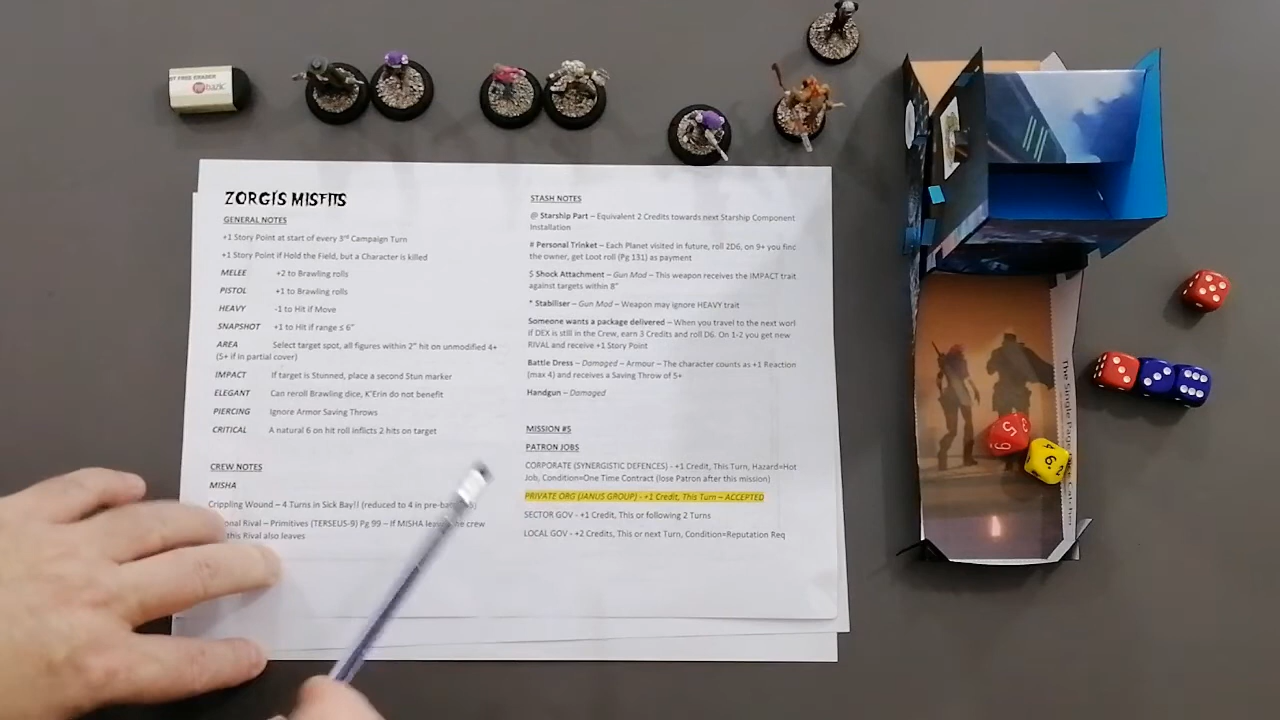 ZORG'S MISFITS
GENERAL NOTES
+1 Story Point at start of every 3rd Campaign Turn
+1 Story Point if Hold the Field, but a Character is killed
MELEE +2 to Brawling rolls
PISTOL +1 to Brawling rolls
HEAVY -1 to Hit if Move
SNAPSHOT +1 to Hit if range ≤ 6"
AREA Select target spot, all figures within 2" hit on unmodified 4+
(5+ if in partial cover)
IMPACT If target is Stunned, place a second Stun marker
ELEGANT Can reroll Brawling dice, K'Erin do not benefit
PIERCING Ignore Armor Saving Throws
CRITICAL A natural 6 on hit roll inflicts 2 hits on target
CREW NOTES
MISHA
Crippling Wound – 4 Turns in Sick Bay!! (reduced to 4 in
onal Rival – Primitives (TERSEUS-9) Pg 99 – If MISHA crew
this Rival also leaves
STASH NOTES
@ Starship Part – Equivalent 2 Credits towards next Starship Component
Installation
# Personal Trinket – Each Planet visited in future, roll 2D6, on 9+ you find
the owner, get Loot roll (Pg 131) as payment
$ Shock Attachment – Gun Mod – This weapon receives the IMPACT trait
against targets within 8"
* Stabiliser – Gun Mod – Weapon may ignore HEAVY trait
Someone wants a package delivered – When you travel to the next worl
if DEX is still in the Crew, earn 3 Credits and roll D6. On 1-2 you get new
RIVAL and receive +1 Story Point
Battle Dress – Damaged – Armour – The character counts as +1 Reaction
(max 4) and receives a Saving Throw of 5+
Handgun – Damaged
MISSION #5
PATRON JOBS
CORPORATE (SYNERGISTIC DEFENCES) - +1 Credit, This Turn, Hazard=Hot
Job, Condition=One Time Contract (lose Patron after this mission)
PRIVATE ORG (JANUS GROUP) - +1 Credit, This Turn – ACCEPTED
SECTOR GOV - +1 Credit, This or following 2 Turns
LOCAL GOV - +2 Credits, This or next Turn, Condition=Reputation Req
The Single Page